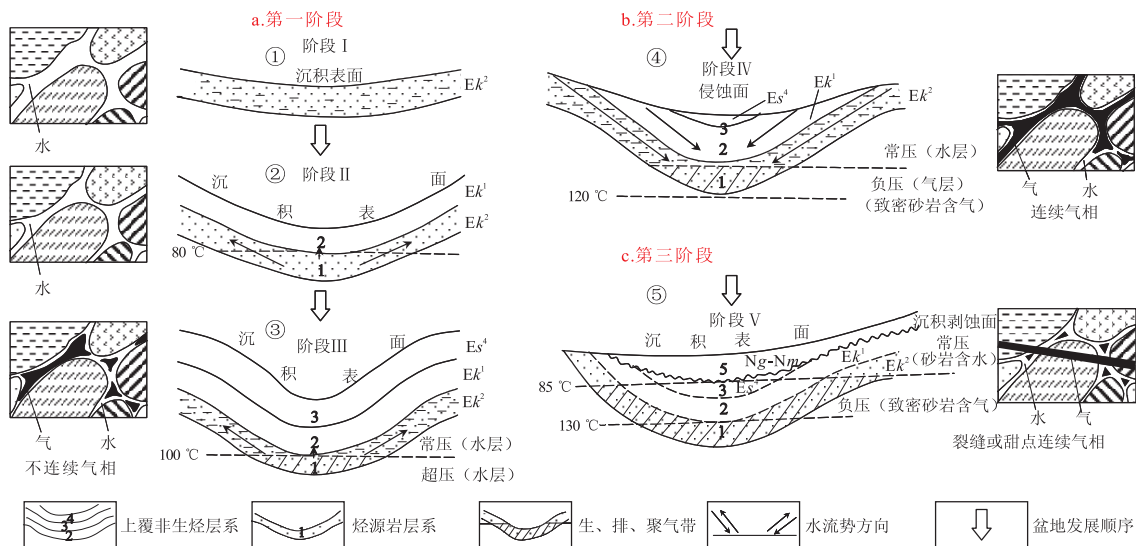 a.第一阶段
① 阶段Ⅰ
沉积表面
Ek²
水
② 阶段Ⅱ
沉 积 表 面
Ek¹
Ek²
2
80 ℃
1
水
③ 阶段Ⅲ
沉 积 表 面
Es⁴
Ek¹
Ek²
3
2
100 ℃
1
常压（水层）
超压（水层）
气 水
不连续气相
b.第二阶段
④ 阶段Ⅳ
侵蚀面
Es⁴
Ek¹
Ek²
3
2
1
常压（水层）
120 ℃
负压（气层）
（致密砂岩含气）
气 水
连续气相
c.第三阶段
⑤ 阶段Ⅴ
沉 积 表 面
沉积剥蚀面
常压
（砂岩含水）
Ng-Nm
Ek¹
Ek²
5
85 ℃
3
Es
2
130 ℃
1
负压（致密砂岩含气）
水 气
裂缝或甜点连续气相
4
3
2
上覆非生烃层系
1
烃源岩层系
生、排、聚气带
水流势方向
盆地发展顺序